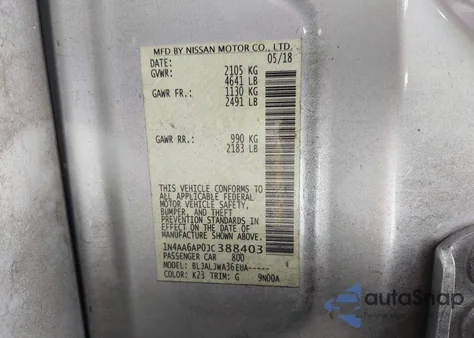 MFD BY NISSAN MOTOR CO., LTD.
DATE: 05/18
GVWR: 2105 KG
4641 LB
GAWR FR.: 1130 KG
2491 LB
GAWR RR.: 990 KG
2183 LB
THIS VEHICLE CONFORMS TO
ALL APPLICABLE FEDERAL
MOTOR VEHICLE SAFETY,
BUMPER, AND THEFT
PREVENTION STANDARDS IN
EFFECT ON THE DATE OF
MANUFACTURE SHOWN ABOVE.
1N4AA6AP0JC388403
PASSENGER CAR 800
MODEL: BLJALJWA36EUA-----
COLOR: K23 TRIM: G 9N00A
autoSnap